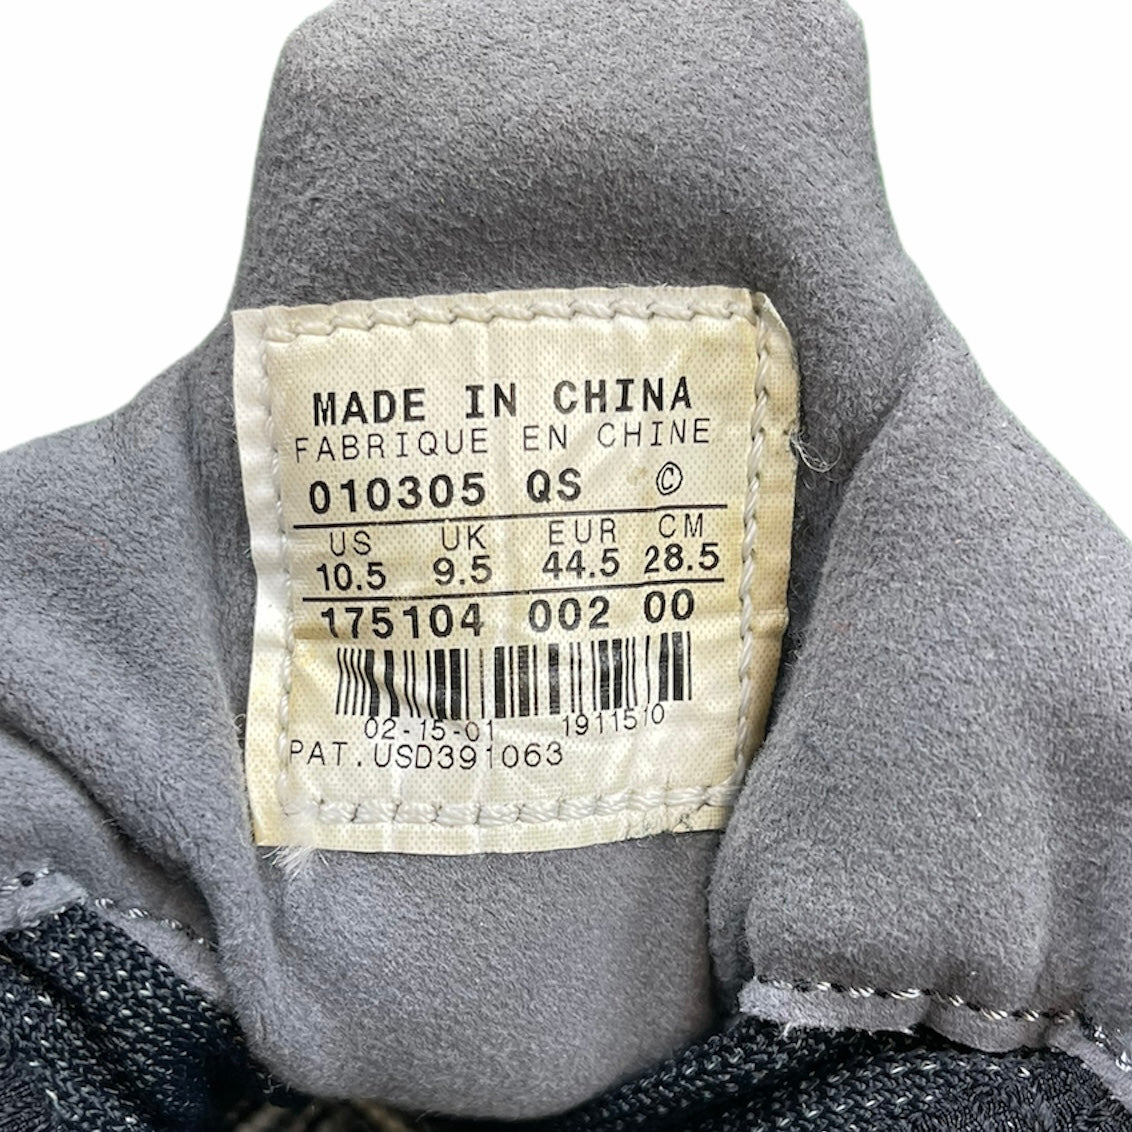 MADE IN CHINA
FABRIQUE EN CHINE
010305 QS ©
US UK EUR CM
10.5 9.5 44.5 28.5
175104 002 00
02-15-01 1911510
PAT.USD391063